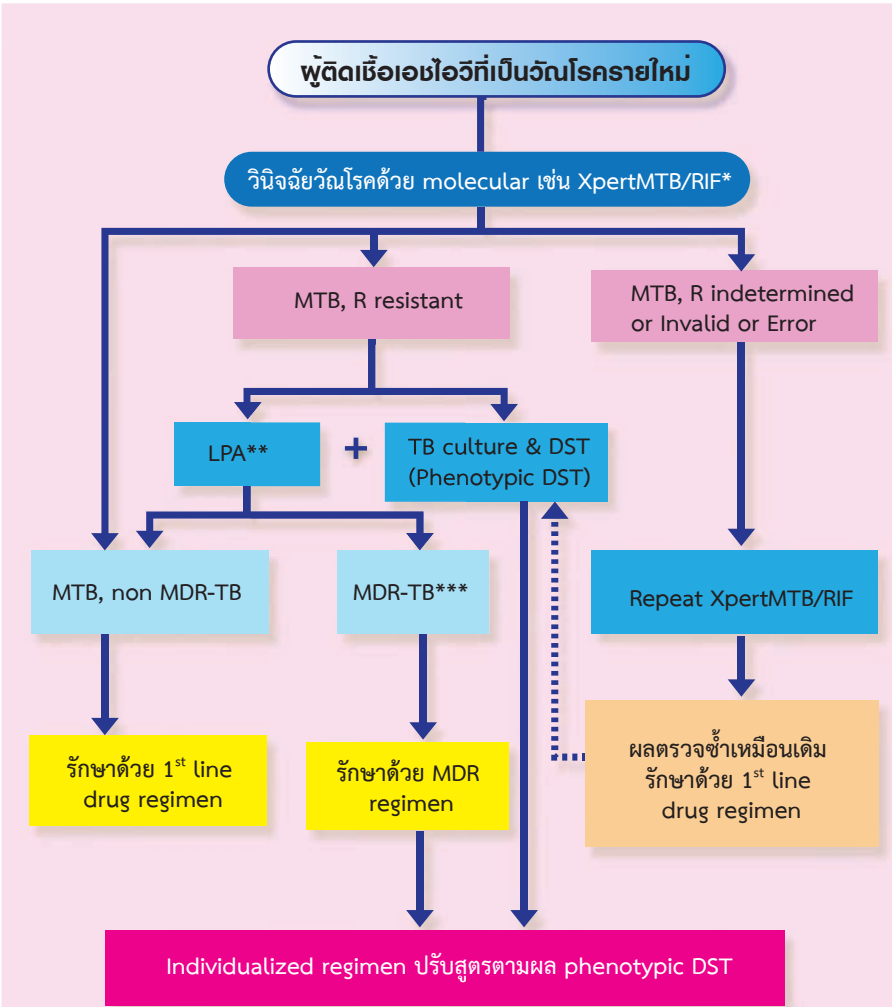 ผู้ติดเชื้อเอชไอวีที่เป็นวัณโรครายใหม่
วินิจฉัยวัณโรคด้วย molecular เช่น XpertMTB/RIF*
MTB, R resistant
MTB, R indetermined
or Invalid or Error
LPA**
+
TB culture & DST
(Phenotypic DST)
MTB, non MDR-TB
MDR-TB***
Repeat XpertMTB/RIF
รักษาด้วย 1st line
drug regimen
รักษาด้วย MDR
regimen
ผลตรวจซ้ำเหมือนเดิม
รักษาด้วย 1st line
drug regimen
Individualized regimen ปรับสูตรตามผล phenotypic DST